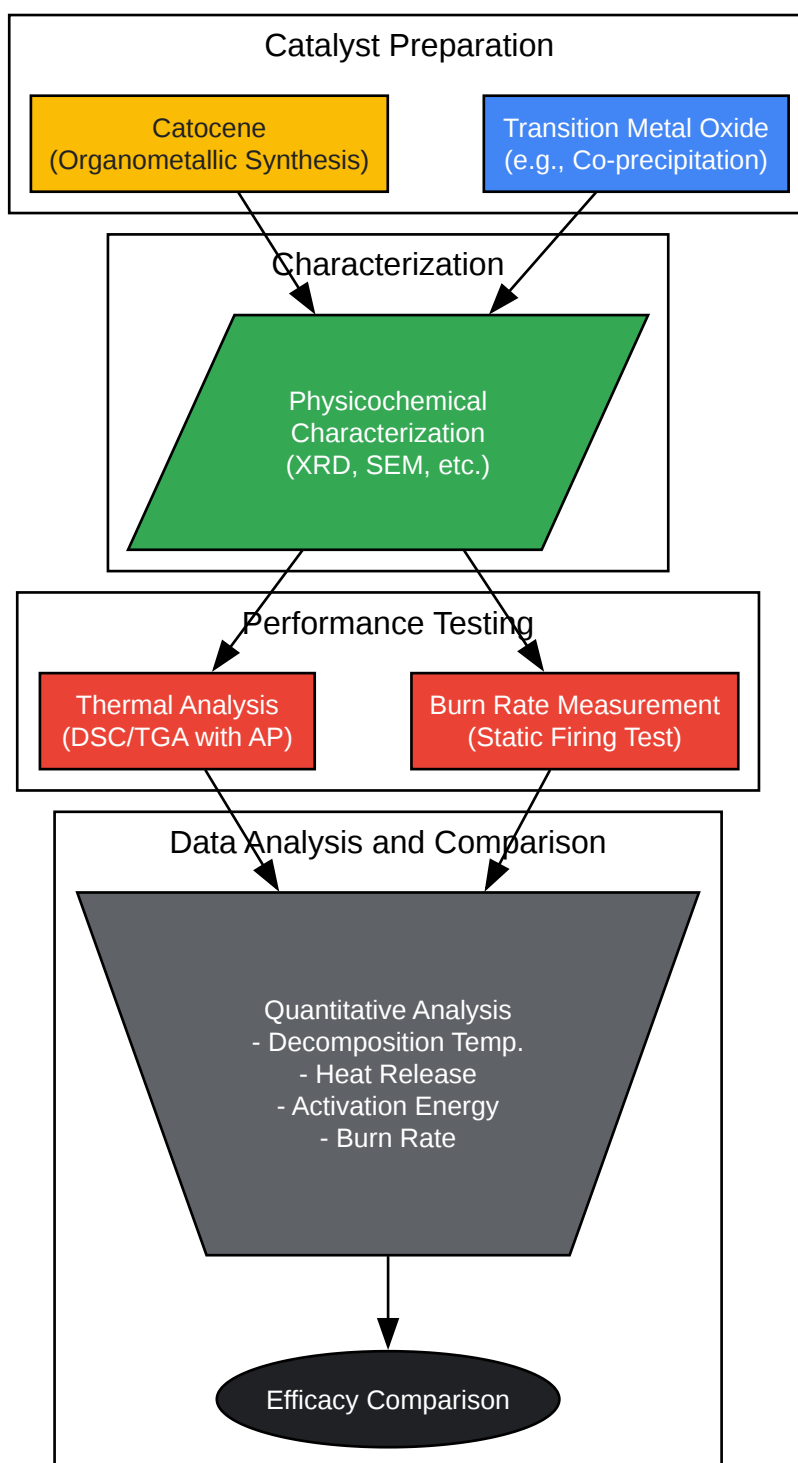 Catalyst Preparation
Catocene
(Organometallic Synthesis)
Transition Metal Oxide
(e.g., Co-precipitation)
Characterization
Physicochemical
Characterization
(XRD, SEM, etc.)
Performance Testing
Thermal Analysis
(DSC/TGA with AP)
Burn Rate Measurement
(Static Firing Test)
Data Analysis and Comparison
Quantitative Analysis
- Decomposition Temp.
- Heat Release
- Activation Energy
- Burn Rate
Efficacy Comparison